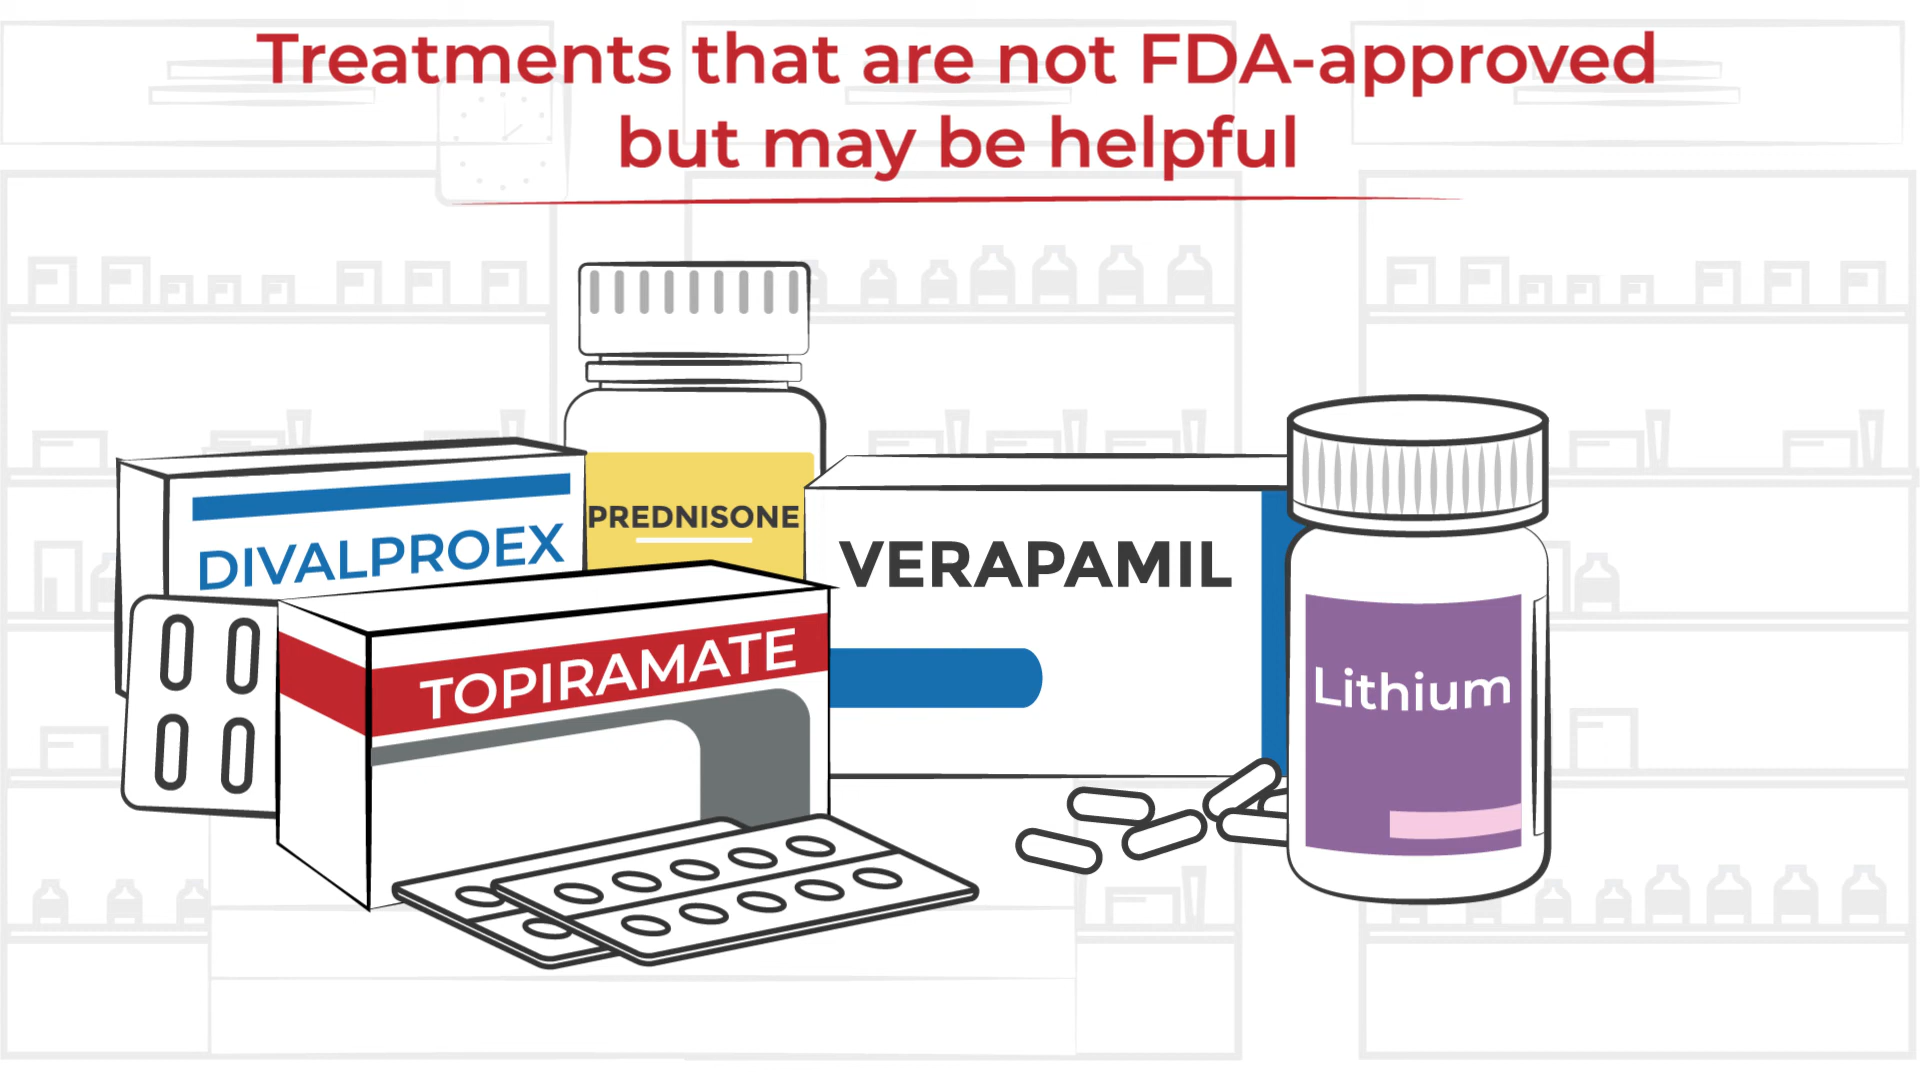 Treatments that are not FDA-approved
but may be helpful
DIVALPROEX
PREDNISONE
VERAPAMIL
TOPIRAMATE
Lithium